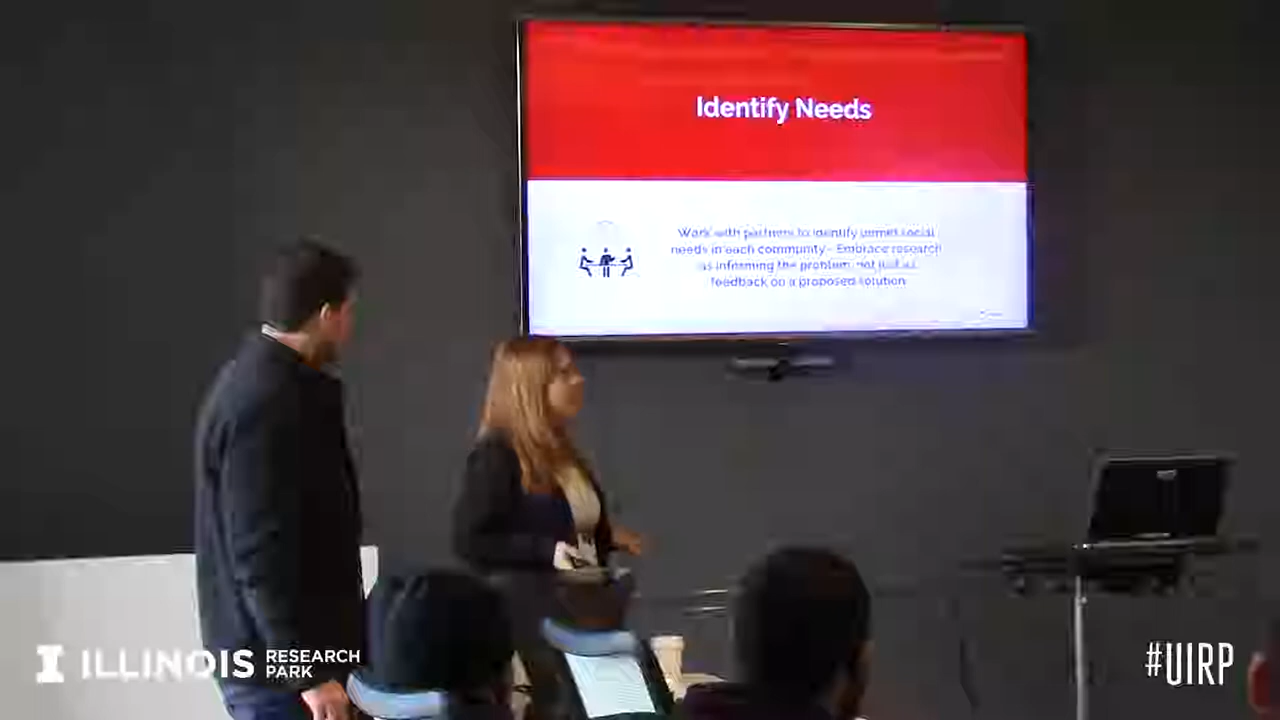 Identify Needs
Work with partners to identify unmet social
needs in each community - Embrace research
as informing the problem, not just as
feedback on a proposed solution
ILLINOIS RESEARCH
PARK
#UIRP